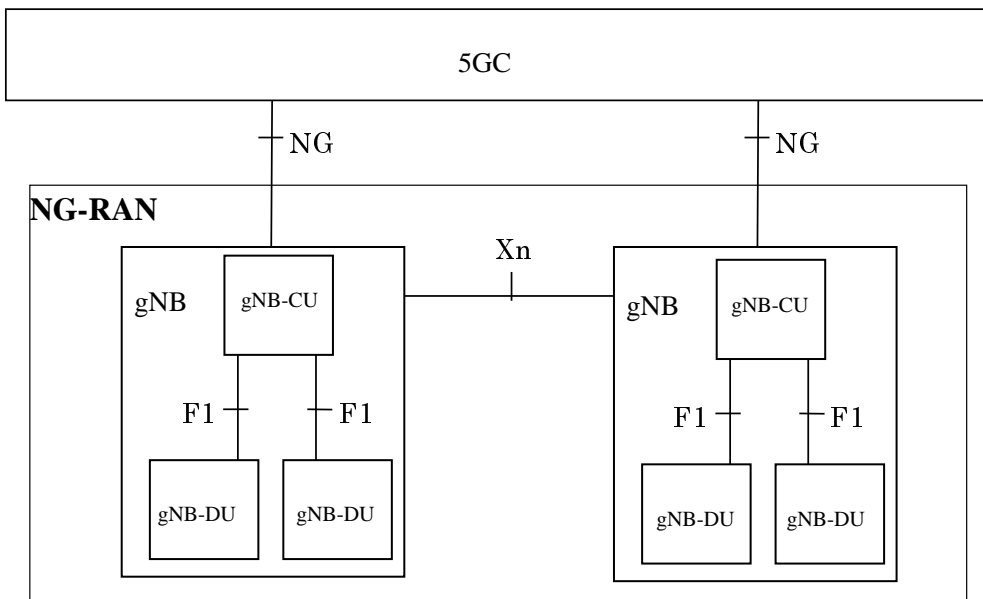 5GC
NG
NG
NG-RAN
Xn
gNB
gNB-CU
gNB
gNB-CU
F1
F1
F1
F1
gNB-DU
gNB-DU
gNB-DU
gNB-DU